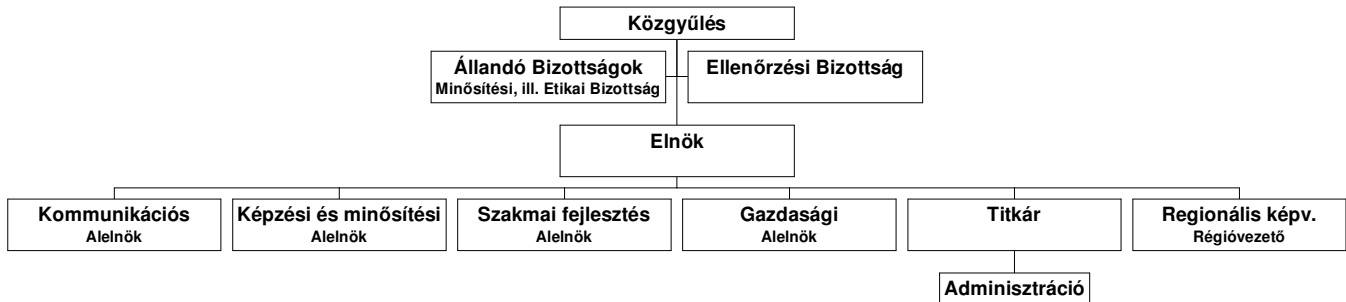 Közgyűlés
Állandó Bizottságok
Minősítési, ill. Etikai Bizottság
Ellenőrzési Bizottság
Elnök
Kommunikációs
Alelnök
Képzési és minősítési
Alelnök
Szakmai fejlesztés
Alelnök
Gazdasági
Alelnök
Titkár
Regionális képv.
Régióvezető
Adminisztráció